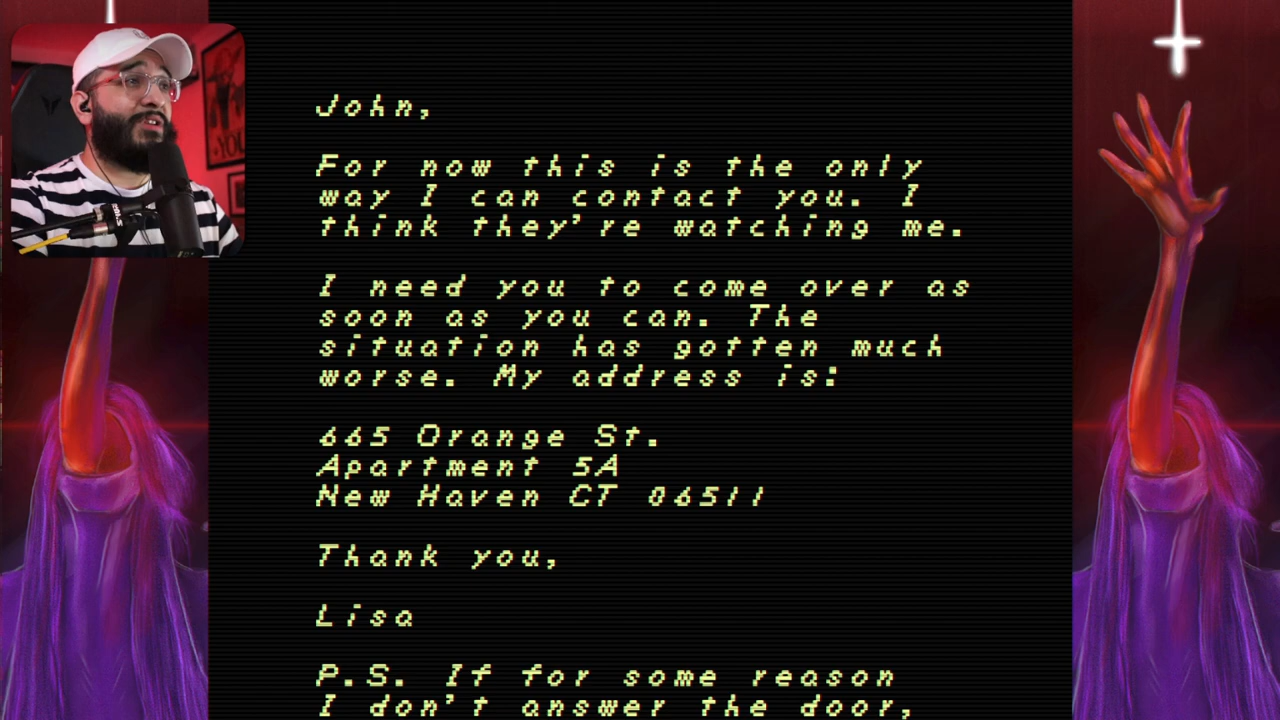 John,
For now this is the only
way I can contact you. I
think they're watching me.
I need you to come over as
soon as you can. The
situation has gotten much
worse. My address is:
665 Orange St.
Apartment 5A
New Haven CT 06511
Thank you,
Lisa
P.S. If for some reason
I don't answer the door,